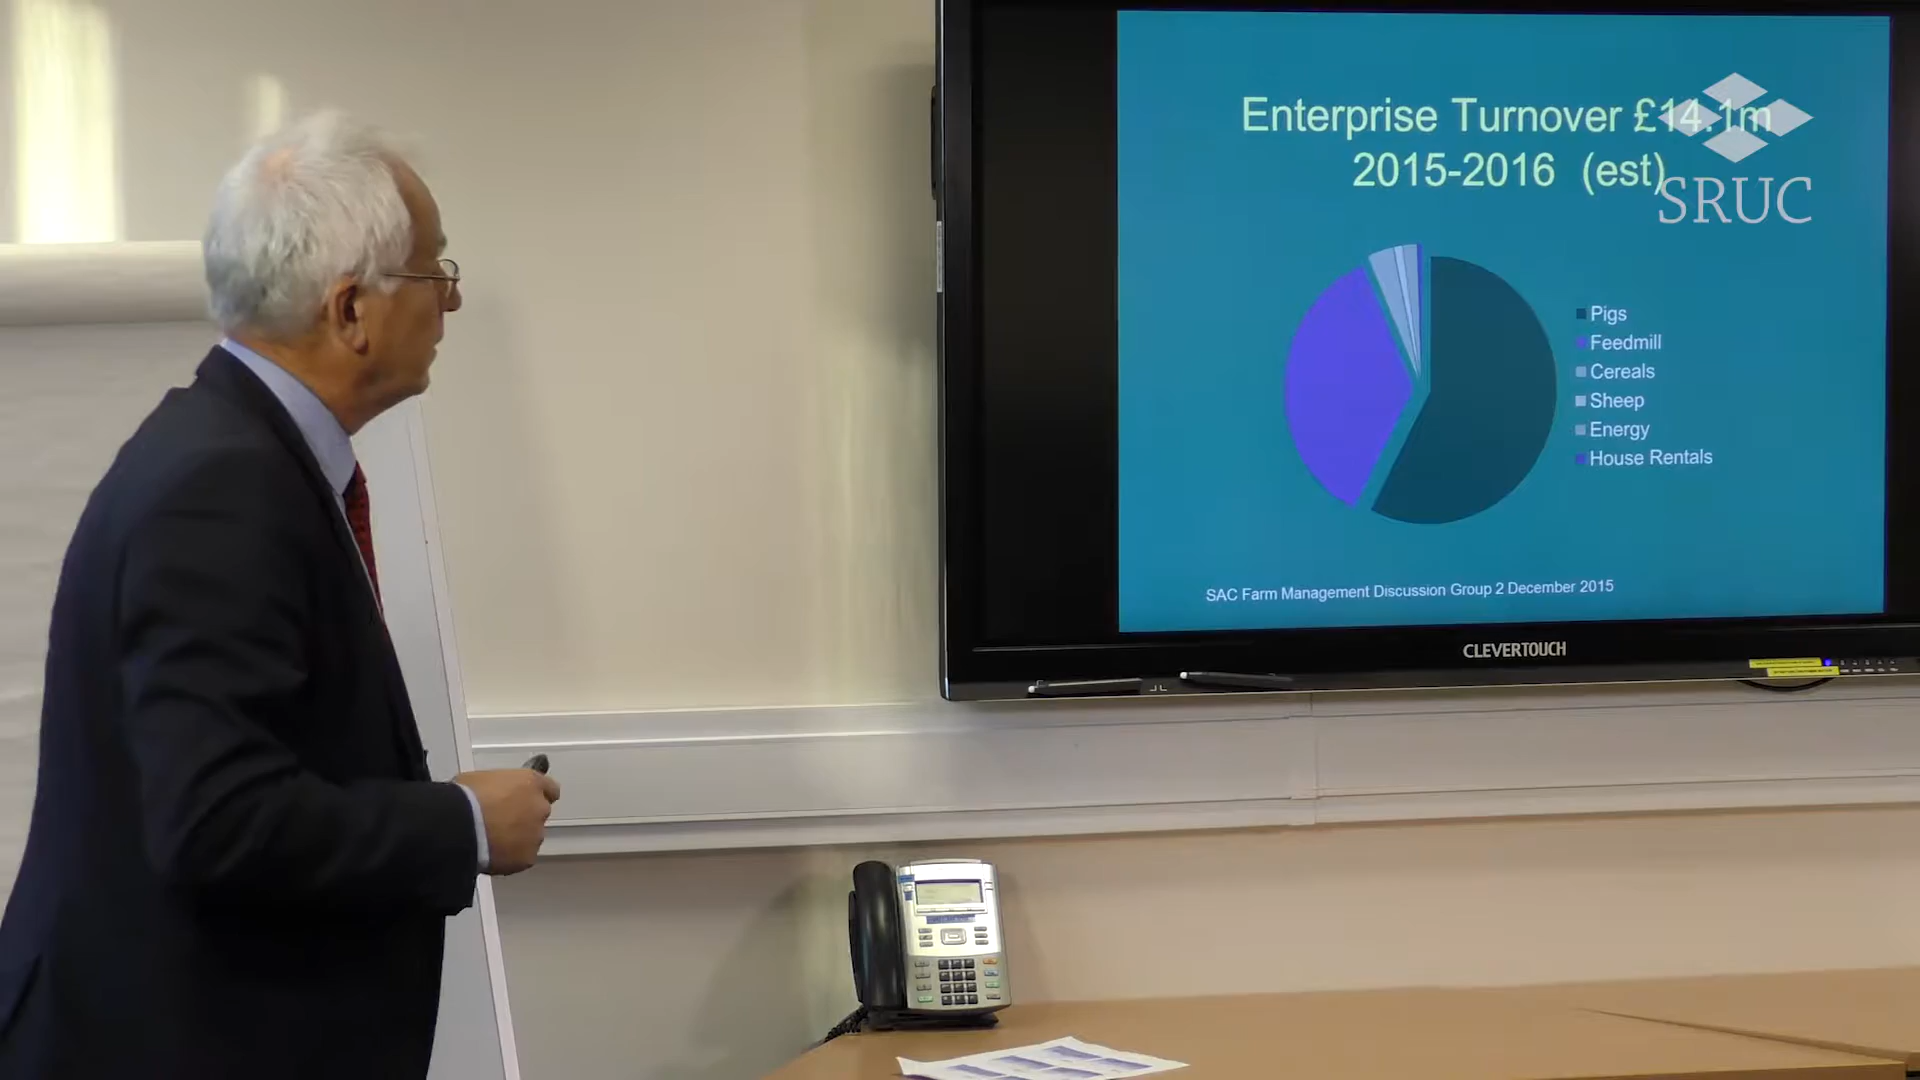 Enterprise Turnover £14.1m
2015-2016 (est)
SRUC
Pigs
Feedmill
Cereals
Sheep
Energy
House Rentals
SAC Farm Management Discussion Group 2 December 2015
CLEVERTOUCH